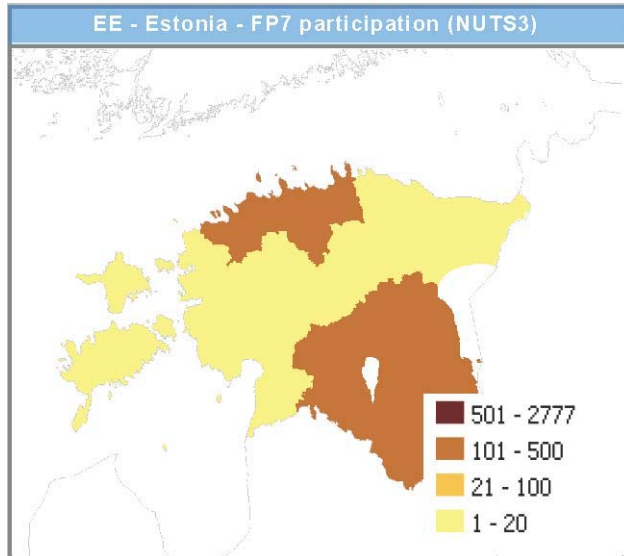 EE - Estonia - FP7 participation (NUTS3)
501 - 2777
101 - 500
21 - 100
1 - 20